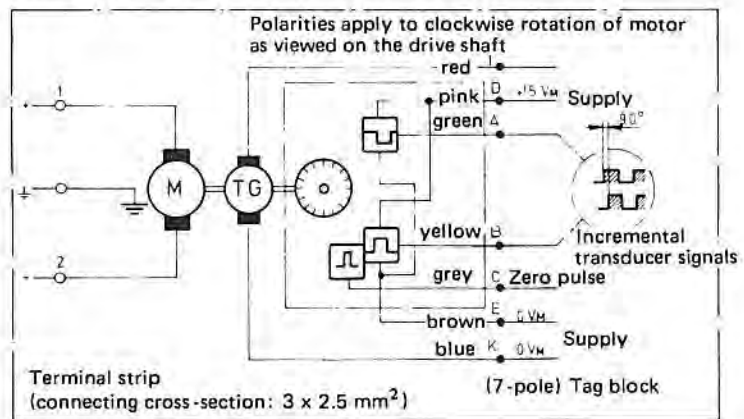 Polarities apply to clockwise rotation of motor
as viewed on the drive shaft
red
pink D +15 VM Supply
green A
90°
1
M TG
2
yellow B
Incremental
transducer signals
grey C Zero pulse
brown E 0 VM
Supply
blue K 0 VM
Terminal strip
(connecting cross-section: 3 x 2.5 mm²)
(7-pole) Tag block